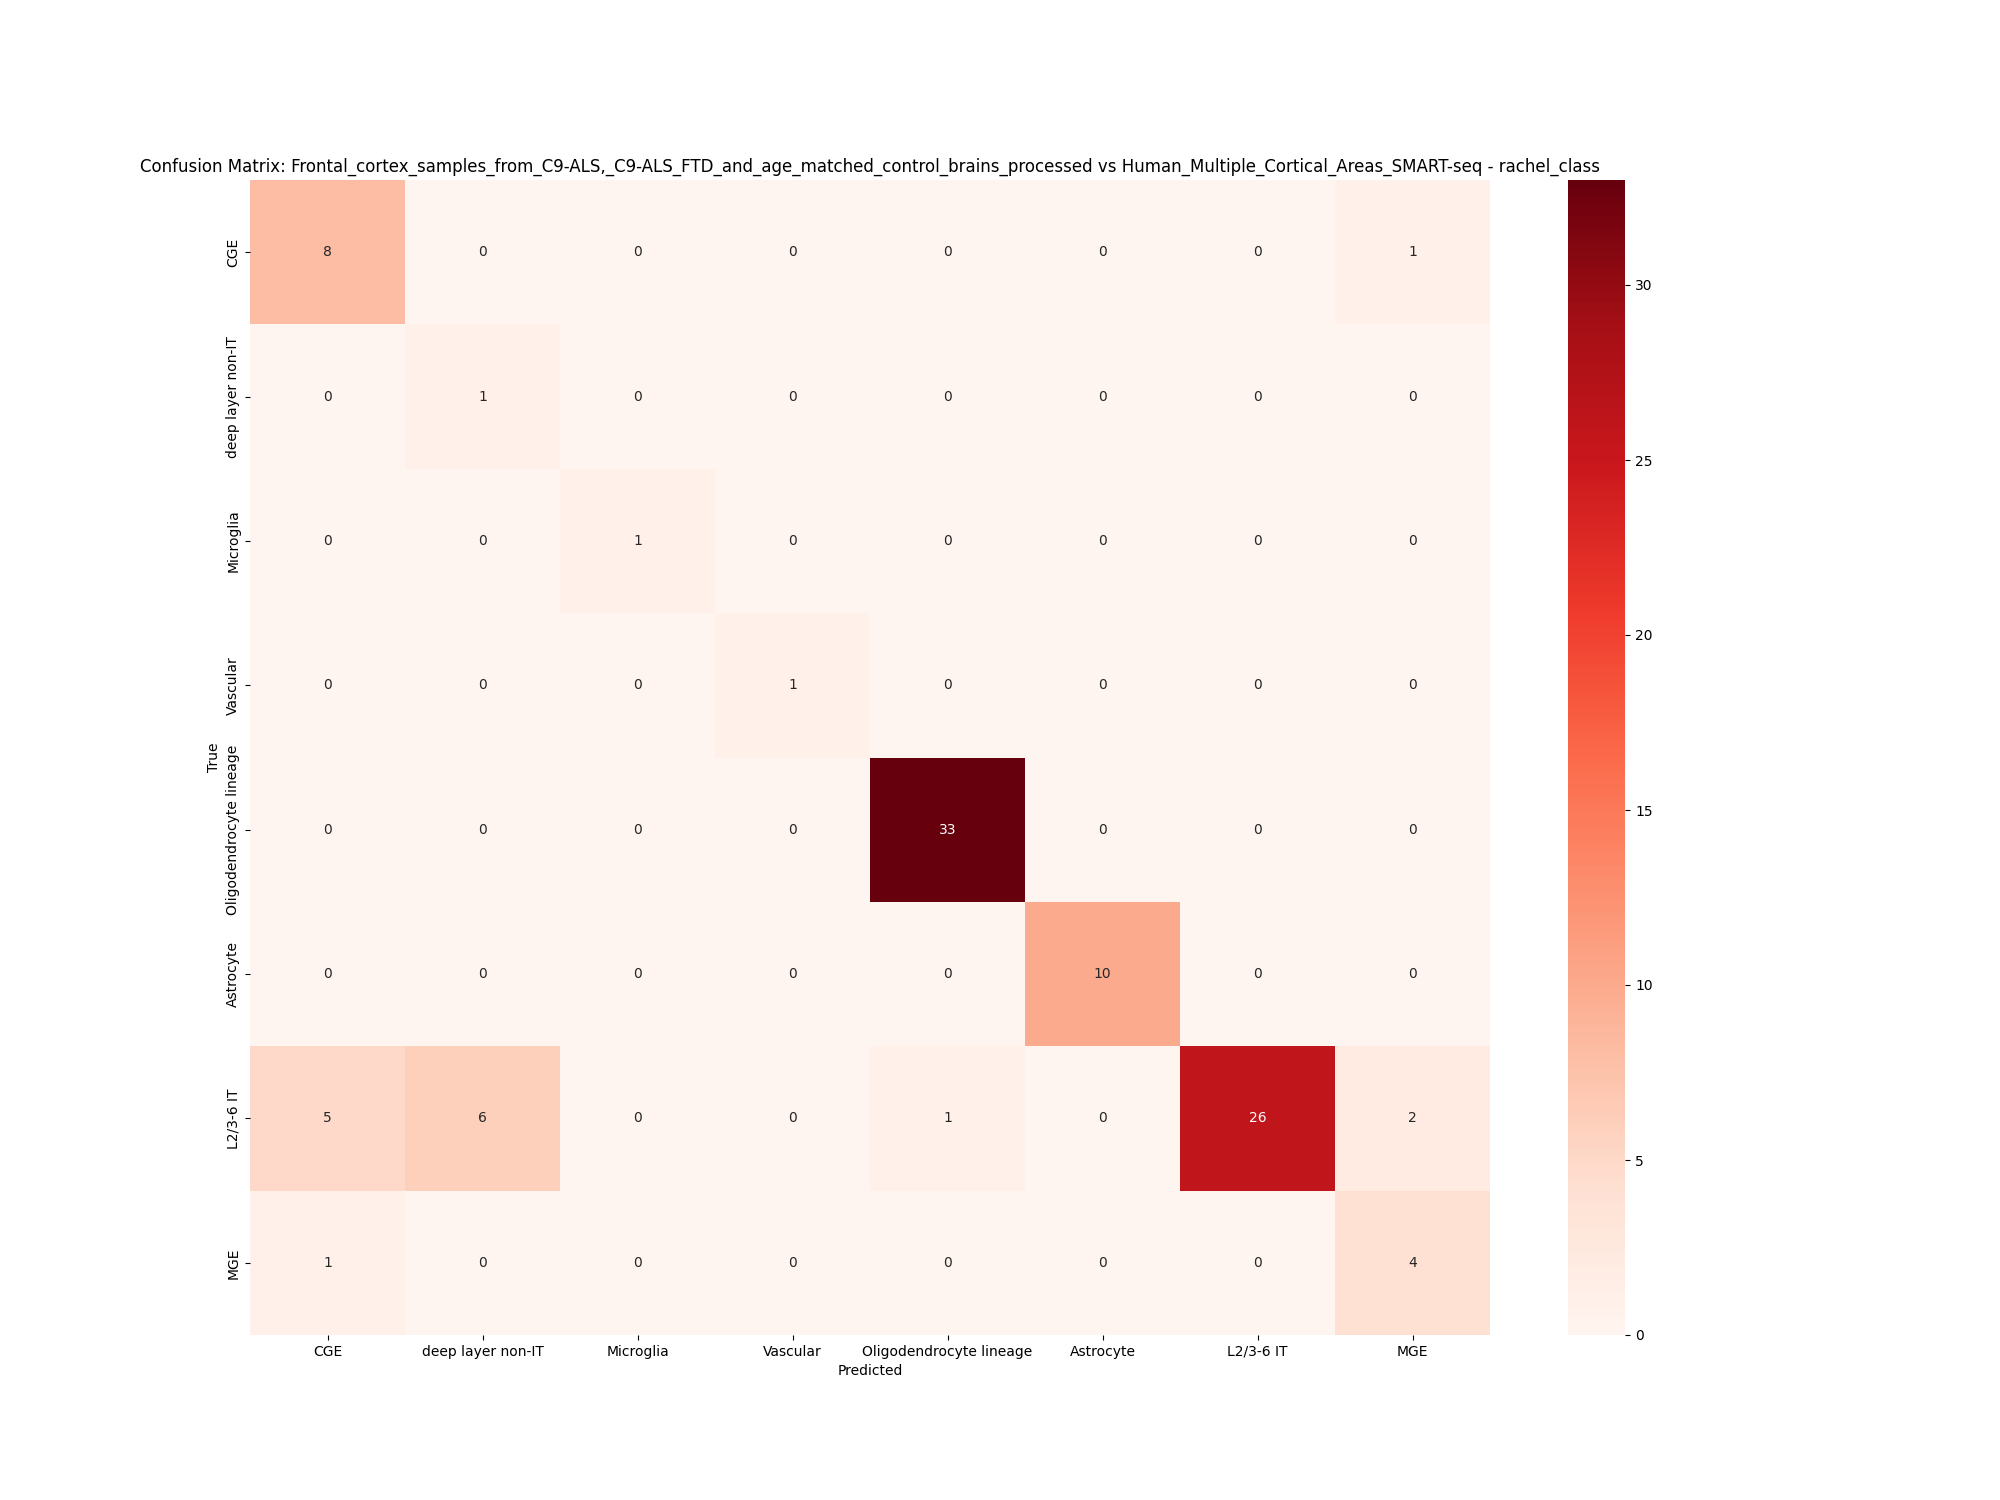 Confusion Matrix: Frontal_cortex_samples_from_C9-ALS,_C9-ALS_FTD_and_age_matched_control_brains_processed vs Human_Multiple_Cortical_Areas_SMART-seq - rachel_class
True
CGE 8 0 0 0 0 0 0 1
deep layer non-IT 0 1 0 0 0 0 0 0
Microglia 0 0 1 0 0 0 0 0
Vascular 0 0 0 1 0 0 0 0
Oligodendrocyte lineage 0 0 0 0 33 0 0 0
Astrocyte 0 0 0 0 0 10 0 0
L2/3-6 IT 5 6 0 0 1 0 26 2
MGE 1 0 0 0 0 0 0 4
CGE deep layer non-IT Microglia Vascular Oligodendrocyte lineage Astrocyte L2/3-6 IT MGE
Predicted
30
25
20
15
10
5
0